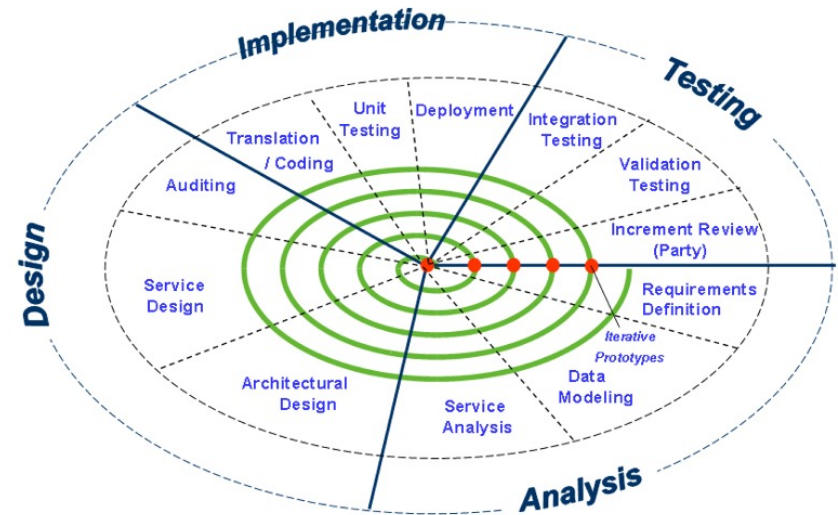 Implementation
Testing
Design
Analysis
Unit
Testing
Deployment
Integration
Testing
Translation
/ Coding
Validation
Testing
Auditing
Increment Review
(Party)
Service
Design
Requirements
Definition
Iterative
Prototypes
Architectural
Design
Data
Modeling
Service
Analysis